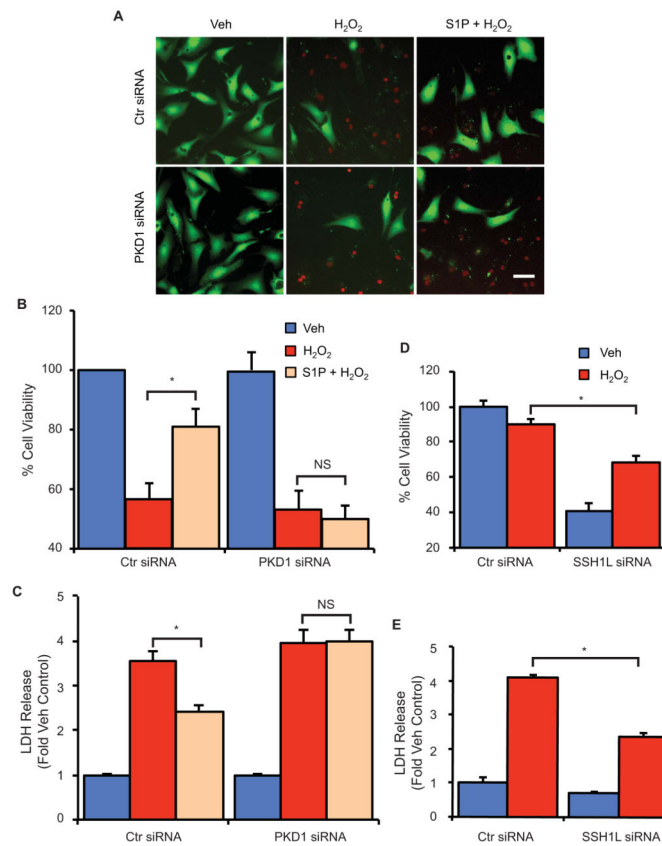 A
Veh
H₂O₂
S1P + H₂O₂
Ctr siRNA
PKD1 siRNA
B
% Cell Viability
120
100
80
60
40
Veh
H₂O₂
S1P + H₂O₂
*
NS
Ctr siRNA
PKD1 siRNA
D
% Cell Viability
120
100
80
60
40
20
Veh
H₂O₂
*
Ctr siRNA
SSH1L siRNA
C
LDH Release
(Fold Veh Control)
5
4
3
2
1
0
*
NS
Ctr siRNA
PKD1 siRNA
E
LDH Release
(Fold Veh Control)
5
4
3
2
1
0
*
Ctr siRNA
SSH1L siRNA